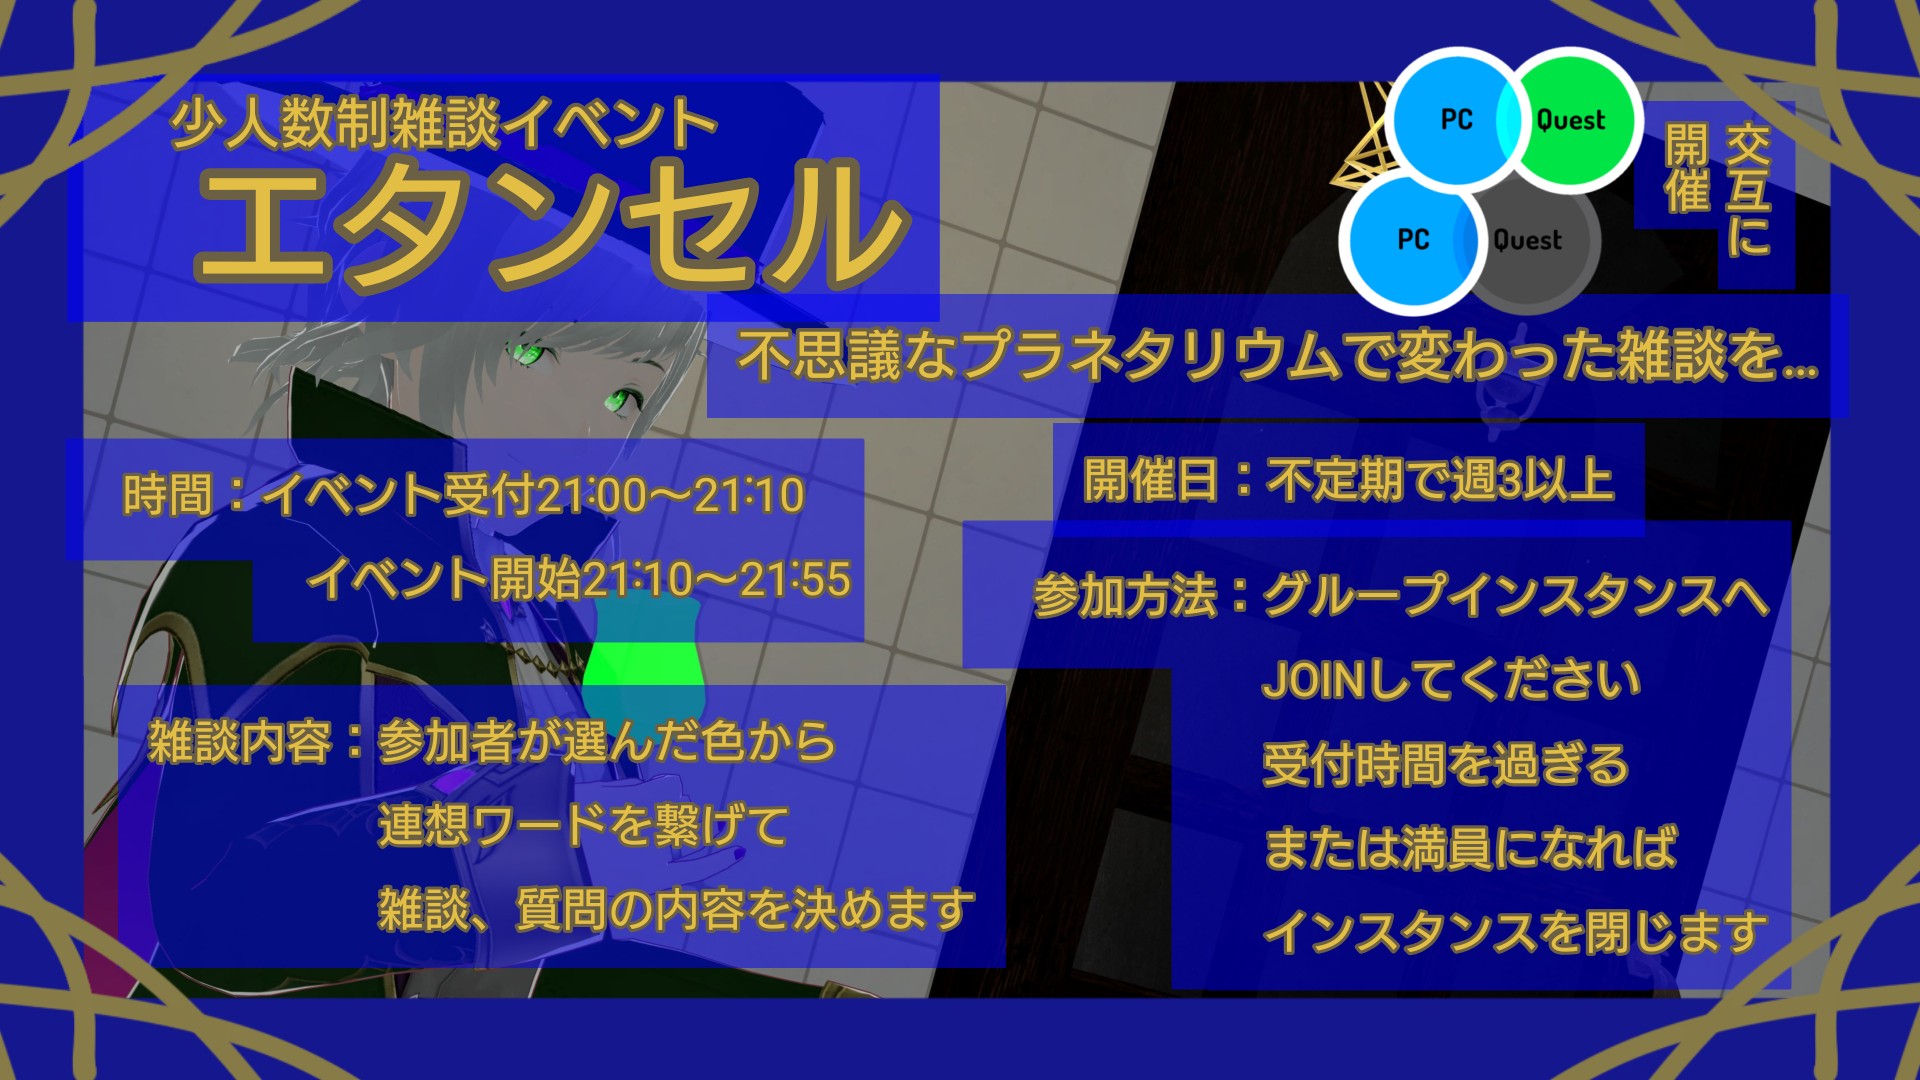 少人数制雑談イベント
エタンセル
PC Quest
PC Quest
交互に
開催
不思議なプラネタリウムで変わった雑談を...
時間：イベント受付21:00～21:10
イベント開始21:10～21:55
雑談内容：参加者が選んだ色から
連想ワードを繋げて
雑談、質問の内容を決めます
開催日：不定期で週3以上
参加方法：グループインスタンスへ
JOINしてください
受付時間を過ぎる
または満員になれば
インスタンスを閉じます